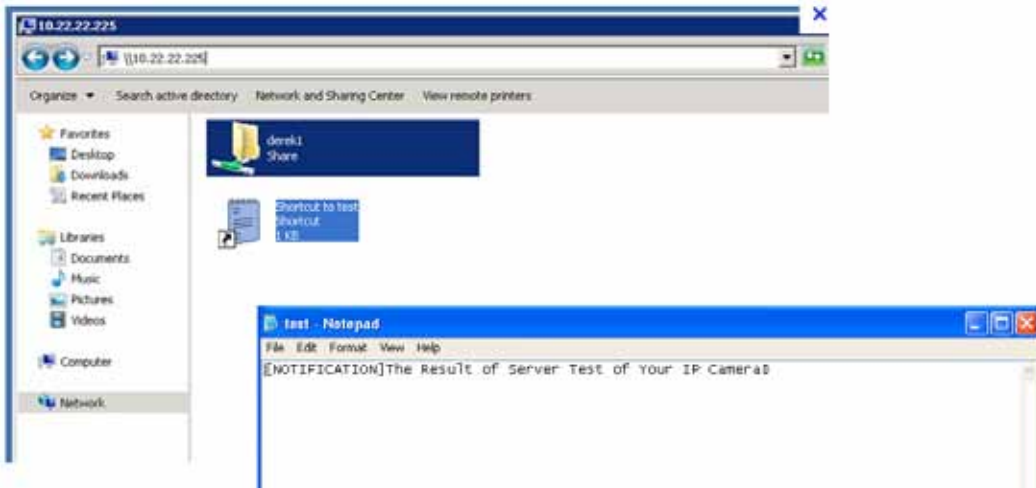 10.22.22.225
\\10.22.22.225
Organize Search active directory Network and Sharing Center View remote printers
Favorites
Desktop
Downloads
Recent Places
Libraries
Documents
Music
Pictures
Videos
Computer
Network
derek1
Share
Shortcut to test
Shortcut
1 KB
test - Notepad
File Edit Format View Help
[NOTIFICATION]The Result of Server Test of Your IP Camera